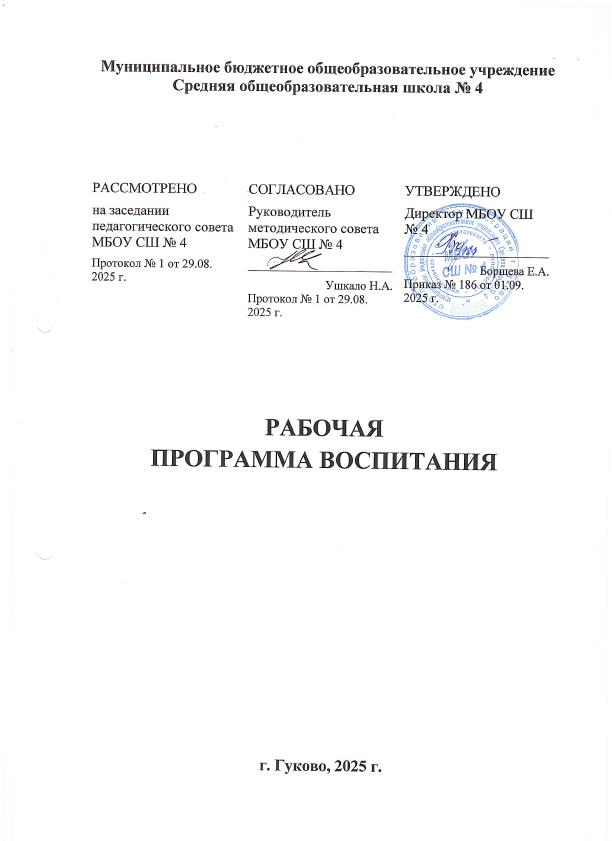 Муниципальное бюджетное общеобразовательное учреждение
Средняя общеобразовательная школа № 4
РАССМОТРЕНО
на заседании
педагогического совета
МБОУ СШ № 4
Протокол № 1 от 29.08.
2025 г.
СОГЛАСОВАНО
Руководитель
методического совета
МБОУ СШ № 4
Ушкало Н.А.
Протокол № 1 от 29.08.
2025 г.
УТВЕРЖДЕНО
Директор МБОУ СШ
№ 4
СШ № 4
Борщева Е.А.
Приказ № 186 от 01.09.
2025 г.
РАБОЧАЯ
ПРОГРАММА ВОСПИТАНИЯ
г. Гуково, 2025 г.